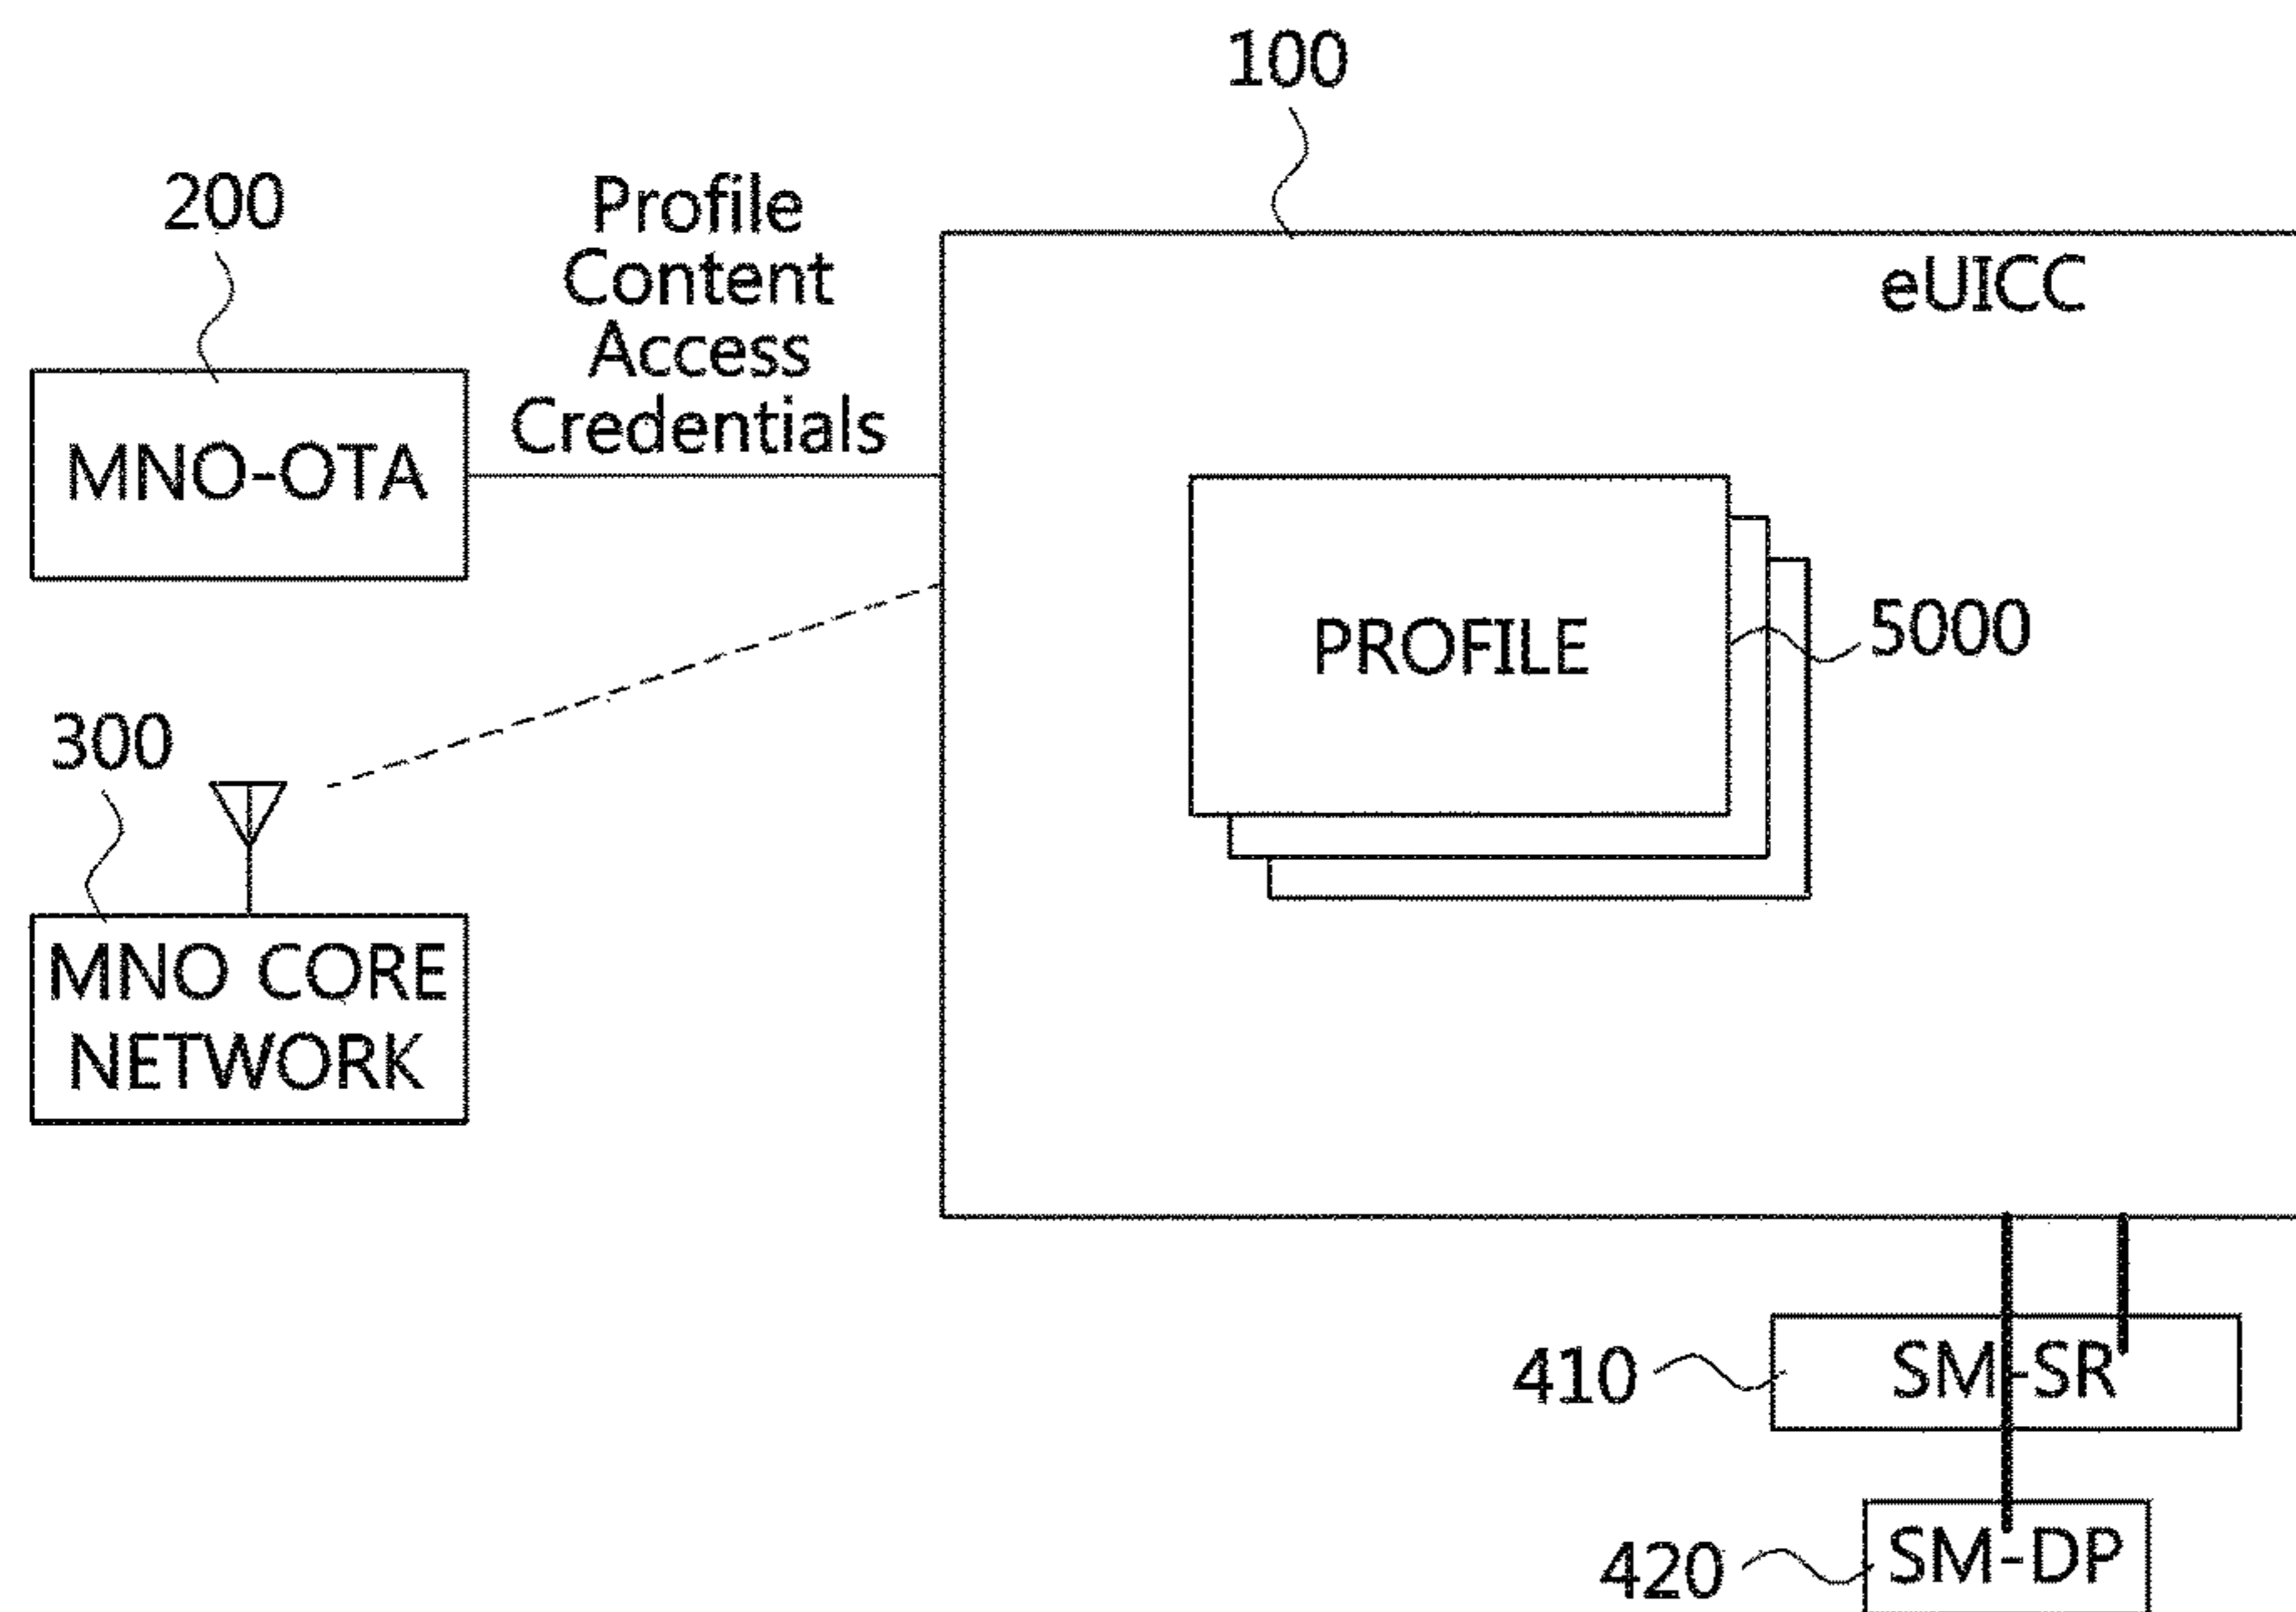 100
200
Profile
Content
Access
Credentials
eUICC
MNO-OTA
PROFILE
5000
300
MNO CORE
NETWORK
410
SM-SR
420
SM-DP